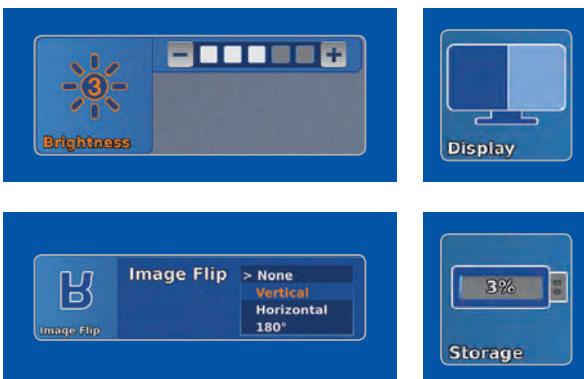 3
Brightness
Display
Image Flip
> None
Vertical
Horizontal
180°
R
Image Flip
3%
Storage